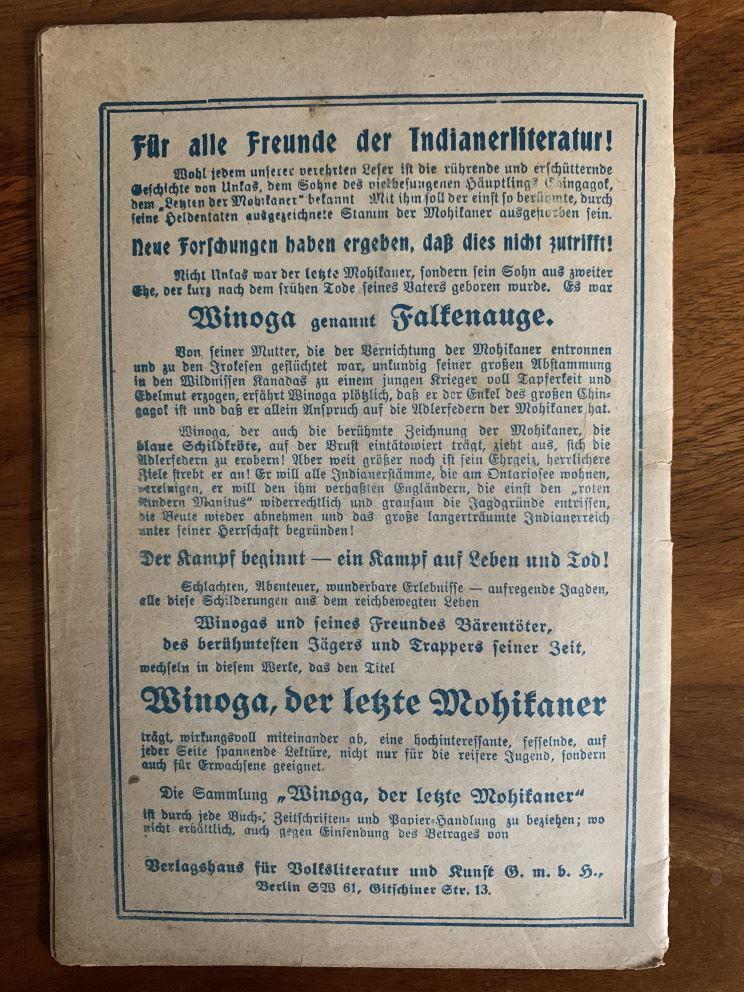 Für alle Freunde der Indianerliteratur!
Wohl jedem unserer verehrten Leser ist die rührende und erschütternde
Geschichte von Unkas, dem Sohne des vielbesungenen Häuptlings Chingagok,
dem „Letzten der Mohikaner“ bekannt Mit ihm soll der einst so berühmte, durch
seine Heldentaten ausgezeichnete Stamm der Mohikaner ausgestorben sein.
Neue Forschungen haben ergeben, daß dies nicht zutrifft!
Nicht Unkas war der letzte Mohikaner, sondern sein Sohn aus zweiter
Ehe, der kurz nach dem frühen Tode seines Vaters geboren wurde. Es war
Winoga genannt Falkenauge.
Von seiner Mutter, die der Vernichtung der Mohikaner entronnen
und zu den Irokesen geflüchtet war, unkundig seiner großen Abstammung
in den Wildnissen Kanadas zu einem jungen Krieger voll Tapferkeit und
Edelmut erzogen, erfährt Winoga plötzlich, daß er der Enkel des großen Chin-
gagok ist und daß er allein Anspruch auf die Adlerfedern der Mohikaner hat.
Winoga, der auch die berühmte Zeichnung der Mohikaner, die
blaue Schildkröte, auf der Brust eintätowiert trägt, zieht aus, sich die
Adlerfedern zu erobern! Aber weit größer noch ist sein Ehrgeiz, herrlichere
Ziele strebt er an! Er will alle Indianerstämme, die am Ontariosee wohnen,
vereinigen, er will den ihm verhaßten Engländern, die einst den „roten
Kindern Manitus“ widerrechtlich und grausam die Jagdgründe entrissen,
die Beute wieder abnehmen und das große langerträumte Indianerreich
unter seiner Herrschaft begründen!
Der Kampf beginnt — ein Kampf auf Leben und Tod!
Schlachten, Abenteuer, wunderbare Erlebnisse — aufregende Jagden,
alle diese Schilderungen aus dem reichbewegten Leben
Winogas und seines Freundes Bärentöter,
des berühmtesten Jägers und Trappers seiner Zeit,
wechseln in diesem Werke, das den Titel
Winoga, der letzte Mohikaner
trägt, wirkungsvoll miteinander ab, eine hochinteressante, fesselnde, auf
jeder Seite spannende Lektüre, nicht nur für die reifere Jugend, sondern
auch für Erwachsene geeignet.
Die Sammlung „Winoga, der letzte Mohikaner“
ist durch jede Buch-, Zeitschriften- und Papier-Handlung zu beziehen; wo
nicht erhältlich, auch gegen Einsendung des Betrages von
Verlagshaus für Volksliteratur und Kunst G. m. b. H.,
Berlin SW 61, Gitschiner Str. 13.